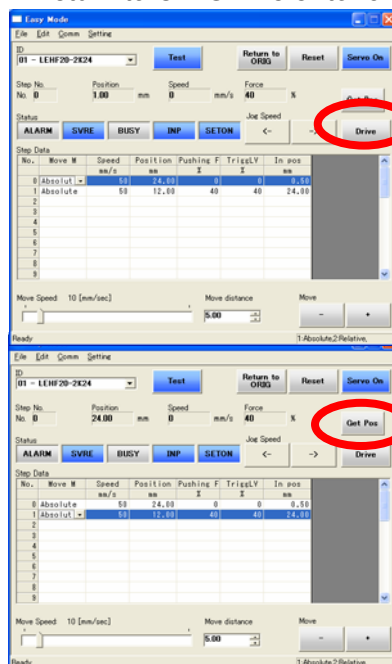 Easy Mode
File Edit Comm Setting
ID
01 - LEHF20-2K24
Test
Return to ORIG
Reset
Servo On
Step No. Position Speed Force
No. 0 1.00 mm 0 mm/s 40 %
Get Pos
Status
Jog Speed
ALARM SVRE BUSY INP SETON <- -> Drive
Step Data
No. Move M Speed Position Pushing F TriggLV In pos
mm/s mm % % mm
0 Absolut 50 24.00 0 0 0.50
1 Absolute 50 12.00 40 40 24.00
2
3
4
5
6
7
8
9
Move Speed 10 [mm/sec] Move distance Move
5.00 - +
Ready 1:Absolute,2:Relative,
File Edit Comm Setting
ID
01 - LEHF20-2K24
Test
Return to ORIG
Reset
Servo On
Step No. Position Speed Force
No. 0 24.00 mm 0 mm/s 40 %
Get Pos
Status
Jog Speed
ALARM SVRE BUSY INP SETON <- -> Drive
Step Data
No. Move M Speed Position Pushing F TriggLV In pos
mm/s mm % % mm
0 Absolute 50 24.00 0 0 0.50
1 Absolut 50 12.00 40 40 24.00
2
3
4
5
6
7
8
9
Move Speed 10 [mm/sec] Move distance Move
5.00 - +
Ready 1:Absolute,2:Relative,